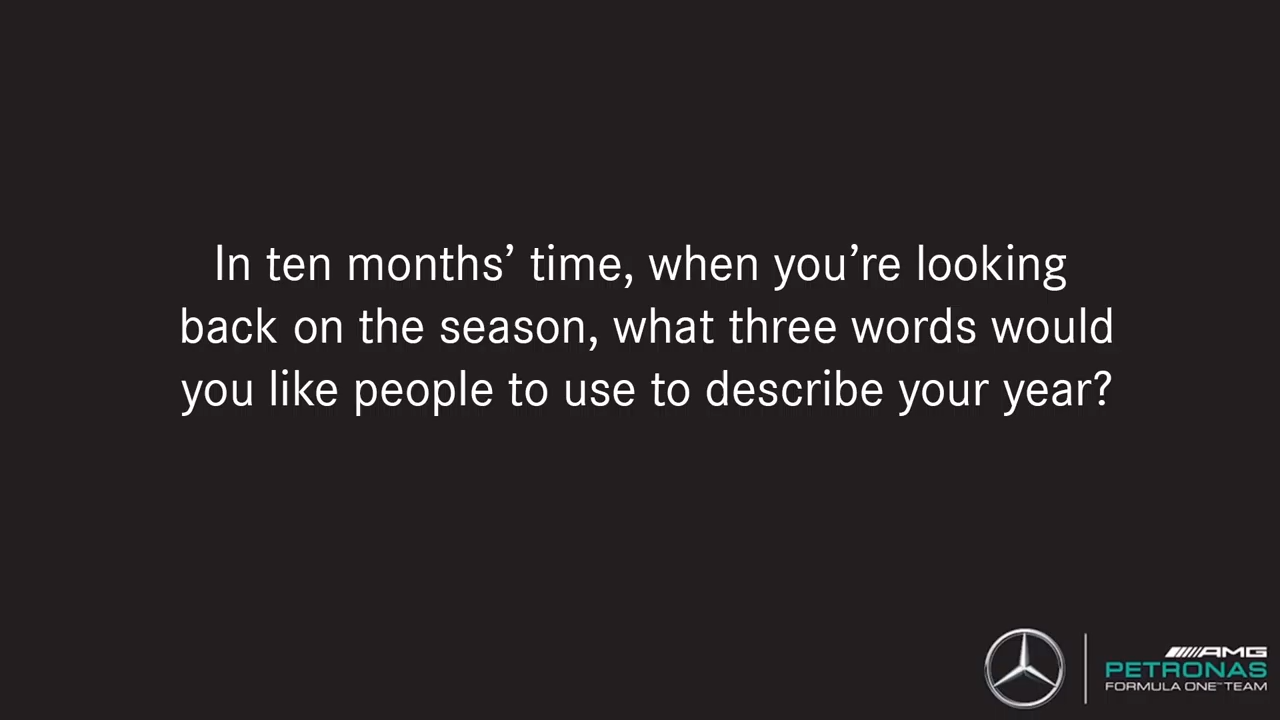 In ten months’ time, when you’re looking
back on the season, what three words would
you like people to use to describe your year?
AMG
PETRONAS
FORMULA ONE™ TEAM